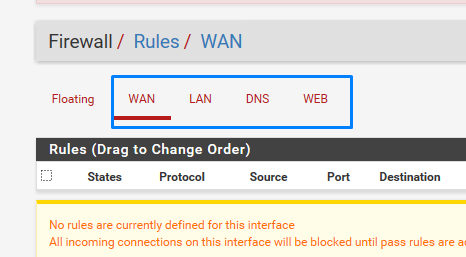 Firewall / Rules / WAN
Floating WAN LAN DNS WEB
Rules (Drag to Change Order)
States Protocol Source Port Destination
No rules are currently defined for this interface
All incoming connections on this interface will be blocked until pass rules are